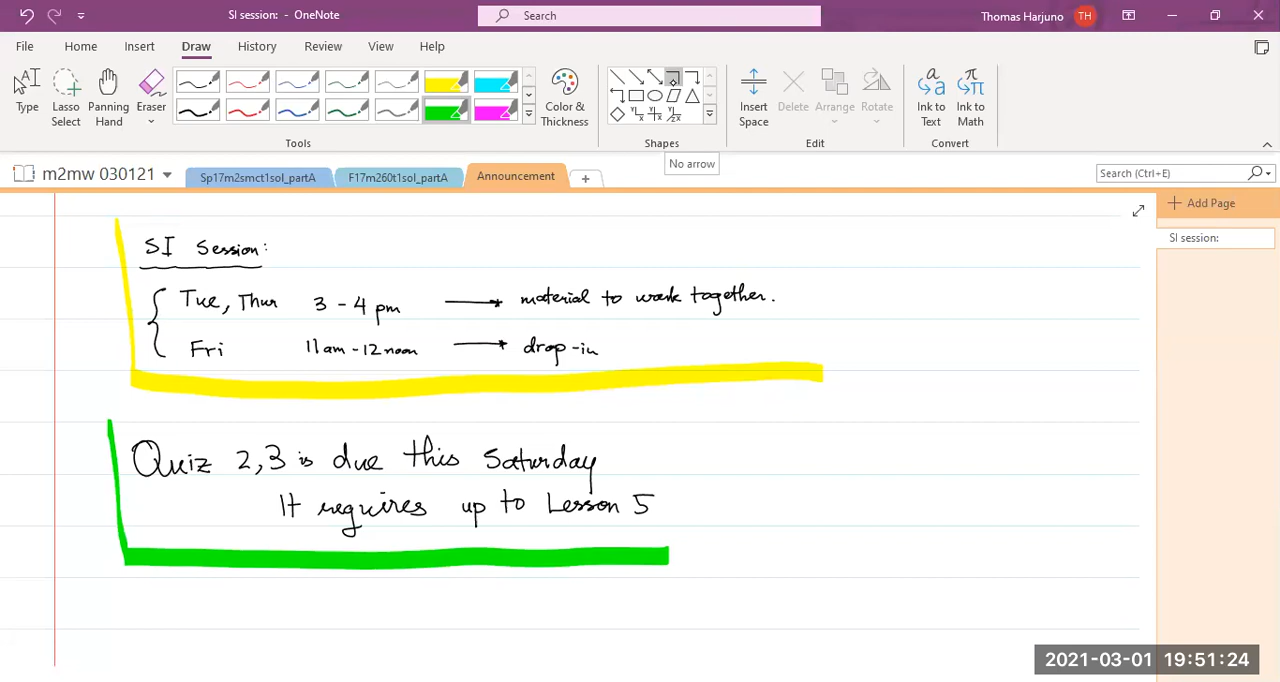 SI session: - OneNote
Search
Thomas Harjuno
TH
File Home Insert Draw History Review View Help
Type
Lasso Select
Panning Hand
Eraser
Color & Thickness
Insert Space
Delete
Arrange
Rotate
Ink to Text
Ink to Math
Tools
Shapes
Edit
Convert
No arrow
m2mw 030121
Sp17m2smct1sol_partA
F17m260t1sol_partA
Announcement
Search (Ctrl+E)
Add Page
SI session:
SI Session:
Tue, Thur 3 - 4 pm → material to work together.
Fri 11am - 12 noon → drop-in
Quiz 2,3 is due this Saturday
It requires up to Lesson 5
2021-03-01 19:51:24